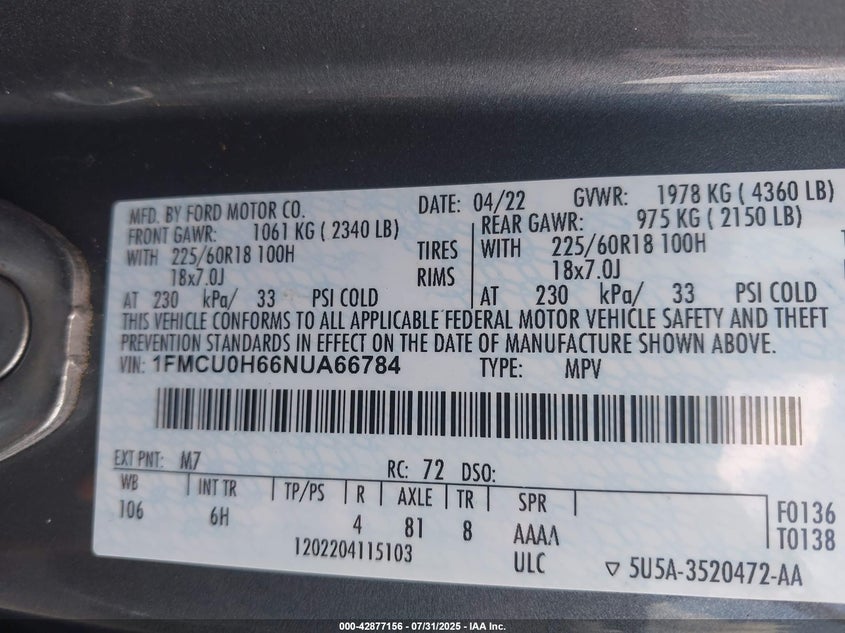 MFD. BY FORD MOTOR CO. DATE: 04/22 GVWR: 1978 KG ( 4360 LB)
FRONT GAWR: 1061 KG ( 2340 LB) REAR GAWR: 975 KG ( 2150 LB)
WITH 225/60R18 100H TIRES WITH 225/60R18 100H
18x7.0J RIMS 18x7.0J
AT 230 kPa/ 33 PSI COLD AT 230 kPa/ 33 PSI COLD
THIS VEHICLE CONFORMS TO ALL APPLICABLE FEDERAL MOTOR VEHICLE SAFETY AND THEFT
PREVENTION STANDARDS IN EFFECT ON THE DATE OF MANUFACTURE SHOWN ABOVE.
VIN: 1FMCU0H66NUA66784 TYPE: MPV
EXT PNT: M7 RC: 72 DSO:
WB INT TR TP/PS R AXLE TR SPR
106 6H 4 81 8 AAAA
1202204115103 ULC
F0136
T0138
▽ 5U5A-3520472-AA
000-42877156 - 07/31/2025 - IAA Inc.